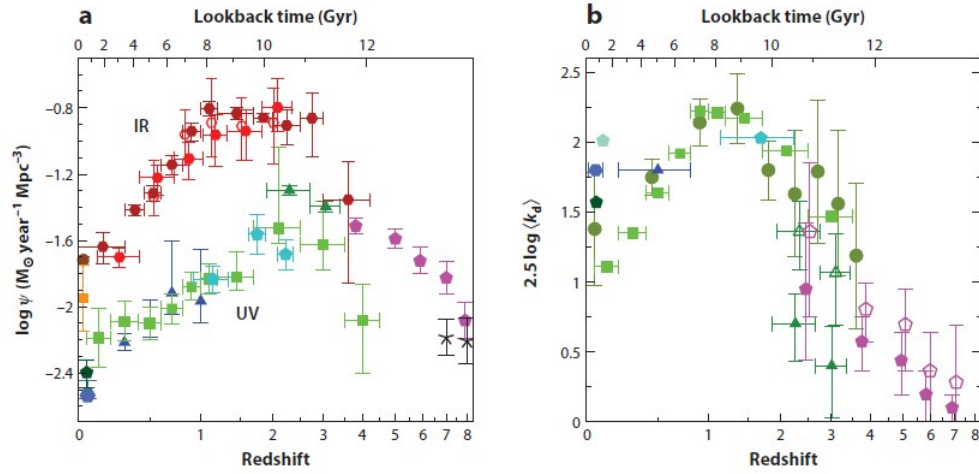 a
Lookback time (Gyr)
0 2 4 6 8 10 12
IR
UV
log ψ (M⊙ year⁻¹ Mpc⁻³)
−0.8
−1.2
−1.6
−2
−2.4
0 1 2 3 4 5 6 7 8
Redshift
b
Lookback time (Gyr)
0 2 4 5 6 8 10 12
2.5 log ⟨k_d⟩
2.5
2
1.5
1
0.5
0
0 1 2 3 4 5 6 7 8
Redshift